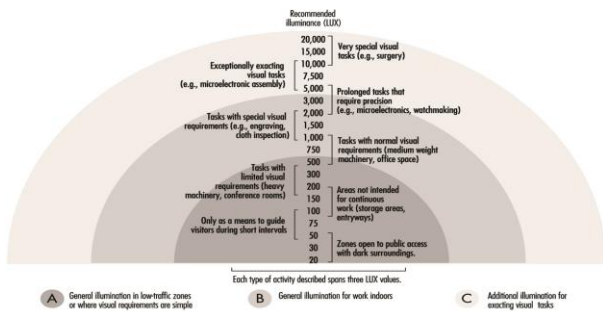 Recommended
illuminance (LUX)
20,000
15,000
10,000
7,500
5,000
3,000
2,000
1,500
1,000
750
500
300
200
150
100
75
50
30
20
Very special visual
tasks (e.g., surgery)
Exceptionally exacting
visual tasks
(e.g., microelectronic assembly)
Prolonged tasks that
require precision
(e.g., microelectronics, watchmaking)
Tasks with special visual
requirements (e.g., engraving,
cloth inspection)
Tasks with normal visual
requirements (medium weight
machinery, office space)
Tasks with
limited visual
requirements (heavy
machinery, conference rooms)
Areas not intended
for continuous
work (storage areas,
entryways)
Only as a means to guide
visitors during short intervals
Zones open to public access
with dark surroundings.
Each type of activity described spans three LUX values.
A
General illumination in low-traffic zones
or where visual requirements are simple
B
General illumination for work indoors
C
Additional illumination for
exacting visual tasks